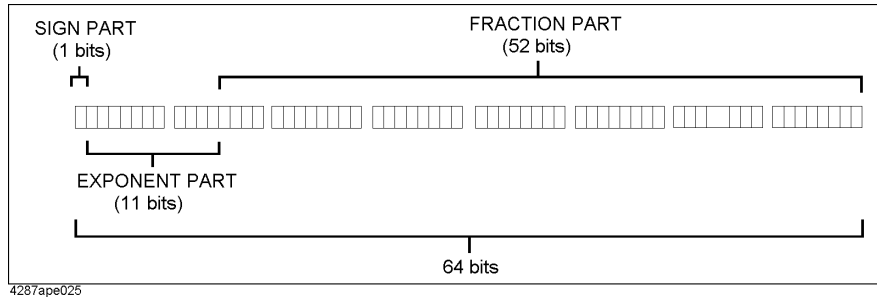 SIGN PART
(1 bits)
FRACTION PART
(52 bits)
EXPONENT PART
(11 bits)
64 bits
4287ape025